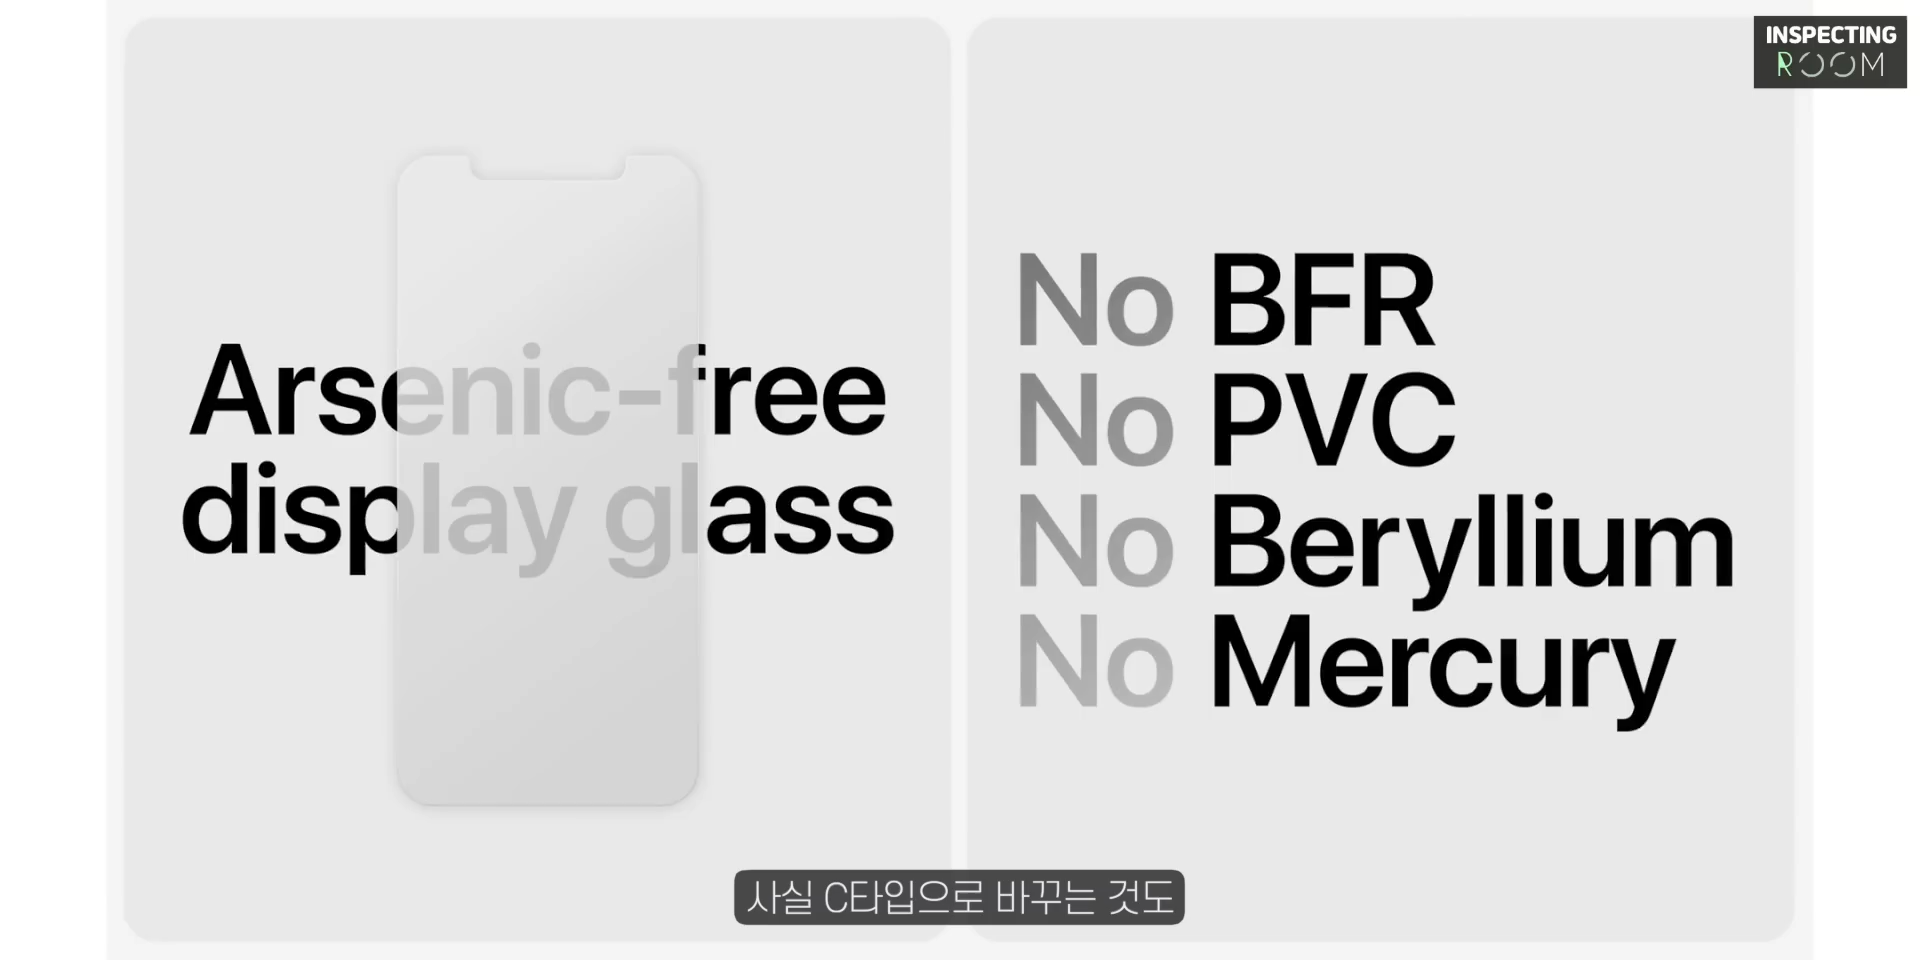 INSPECTING
ROOM
Arsenic-free
display glass
No BFR
No PVC
No Beryllium
No Mercury
사실 C타입으로 바꾸는 것도